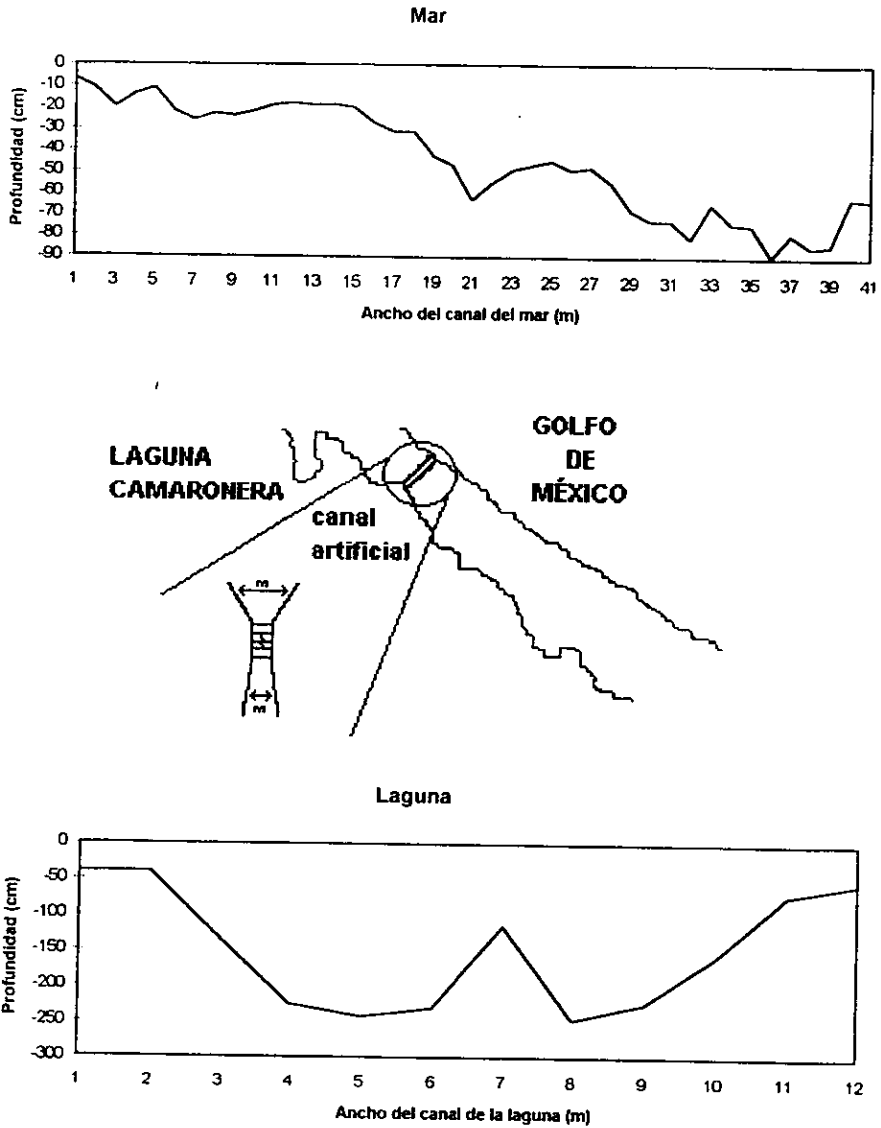 Mar
Profundidad (cm)
0
-10
-20
-30
-40
-50
-60
-70
-80
-90
1 3 5 7 9 11 13 15 17 19 21 23 25 27 29 31 33 35 37 39 41
Ancho del canal del mar (m)
LAGUNA
CAMARONERA
GOLFO
DE
MÉXICO
canal
artificial
m
m
Laguna
Profundidad (cm)
0
-50
-100
-150
-200
-250
-300
1 2 3 4 5 6 7 8 9 10 11 12
Ancho del canal de la laguna (m)